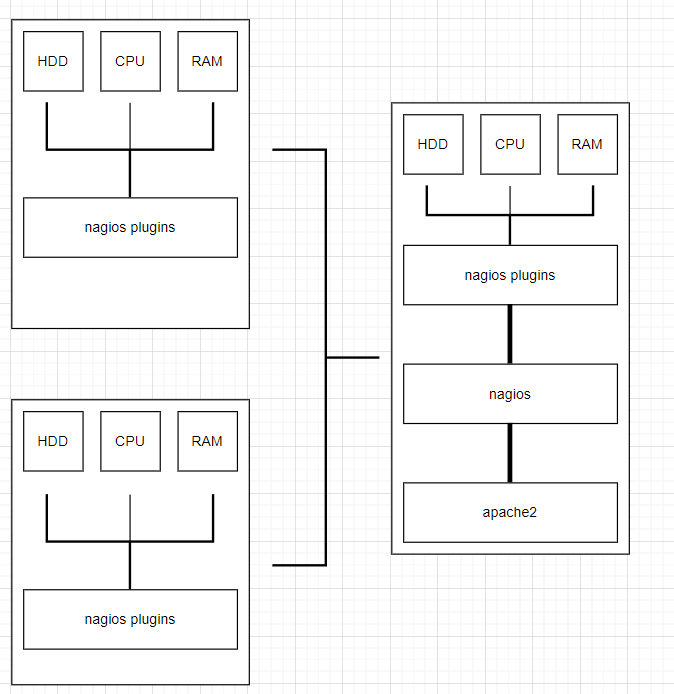 HDD
CPU
RAM
nagios plugins
HDD
CPU
RAM
nagios plugins
HDD
CPU
RAM
nagios plugins
nagios
apache2